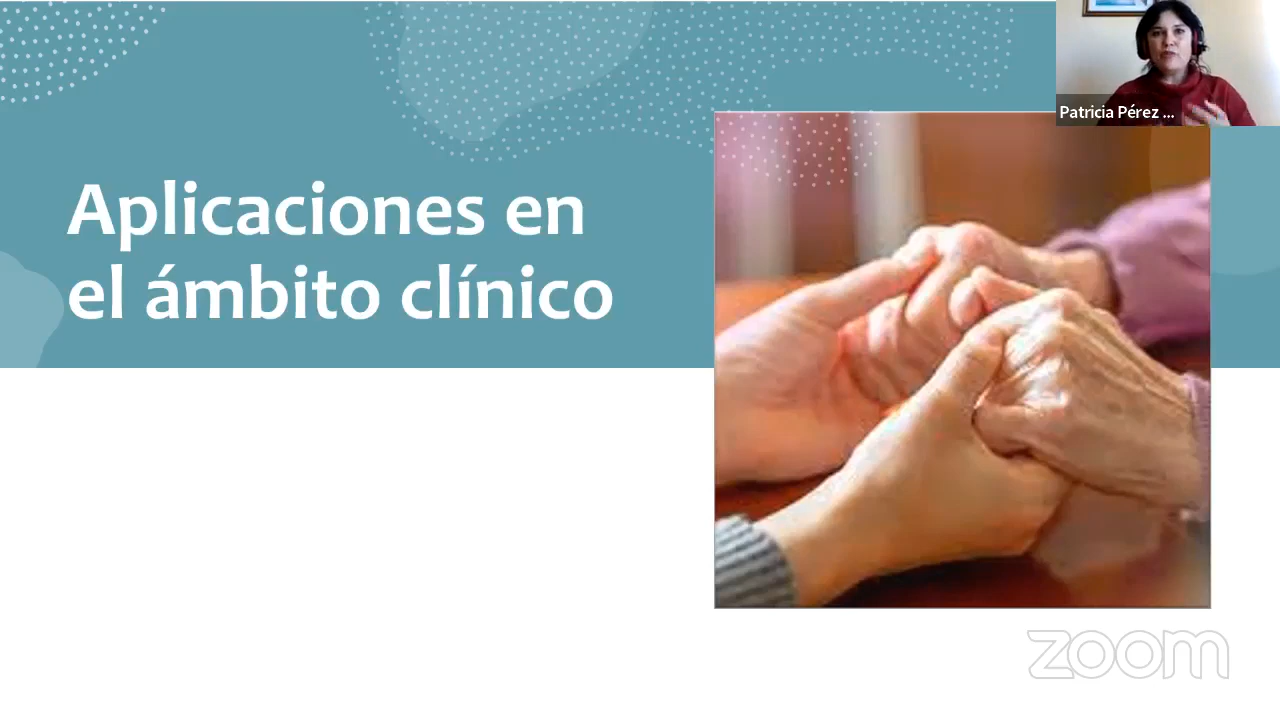 Aplicaciones en
el ámbito clínico
Patricia Pérez ...
zoom